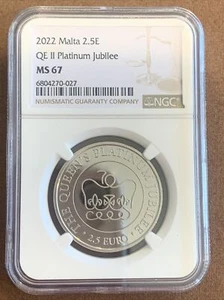 2022 Malta 2.5E
QE II Platinum Jubilee
MS 67
6804270-027
NUMISMATIC GUARANTY COMPANY
NGC
70
· THE QUEEN'S PLATINUM JUBILEE ·
2.5 EURO